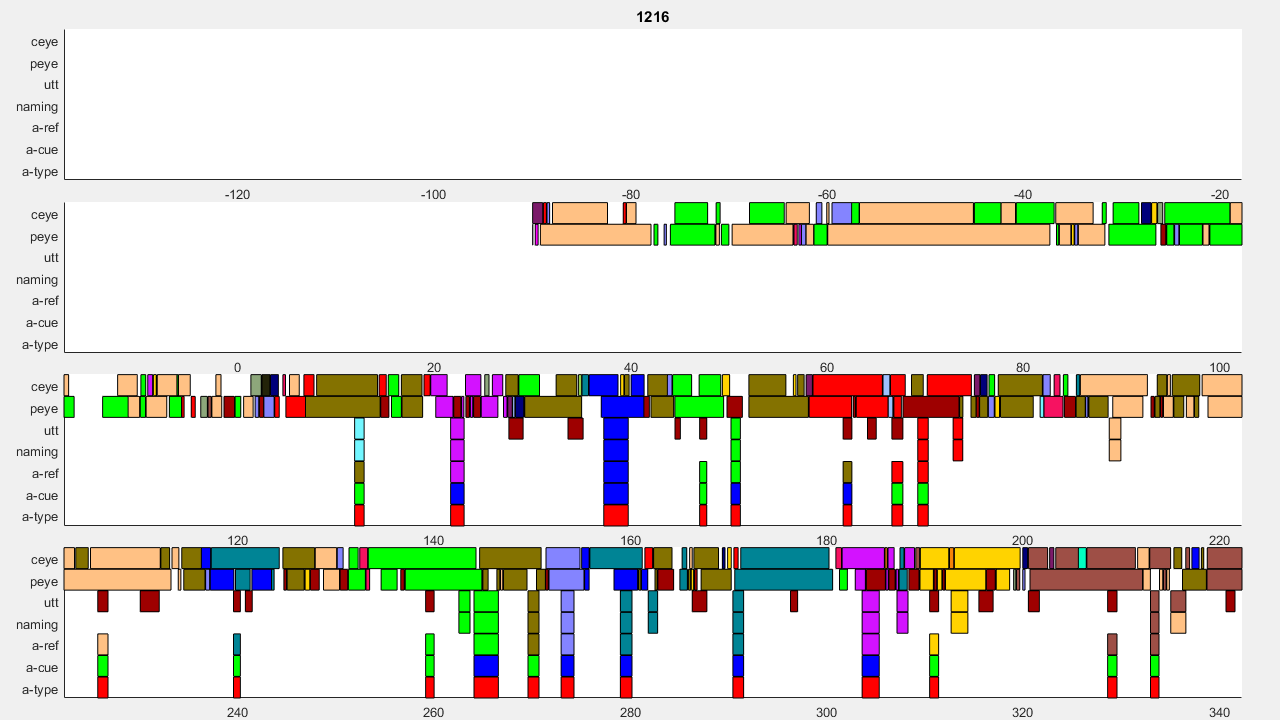 1216
ceye
peye
utt
naming
a-ref
a-cue
a-type
-120 -100 -80 -60 -40 -20
ceye
peye
utt
naming
a-ref
a-cue
a-type
0 20 40 60 80 100
ceye
peye
utt
naming
a-ref
a-cue
a-type
120 140 160 180 200 220
ceye
peye
utt
naming
a-ref
a-cue
a-type
240 260 280 300 320 340